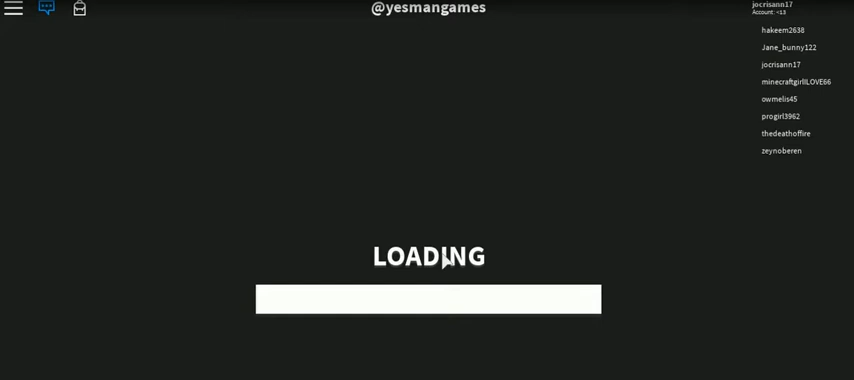 @yesmangames
jocrisann17
Account: <13
hakeem2638
Jane_bunny122
jocrisann17
minecraftgirlILOVE66
owmelis45
progirl3962
thedeathoffire
zeynoberen
LOADING